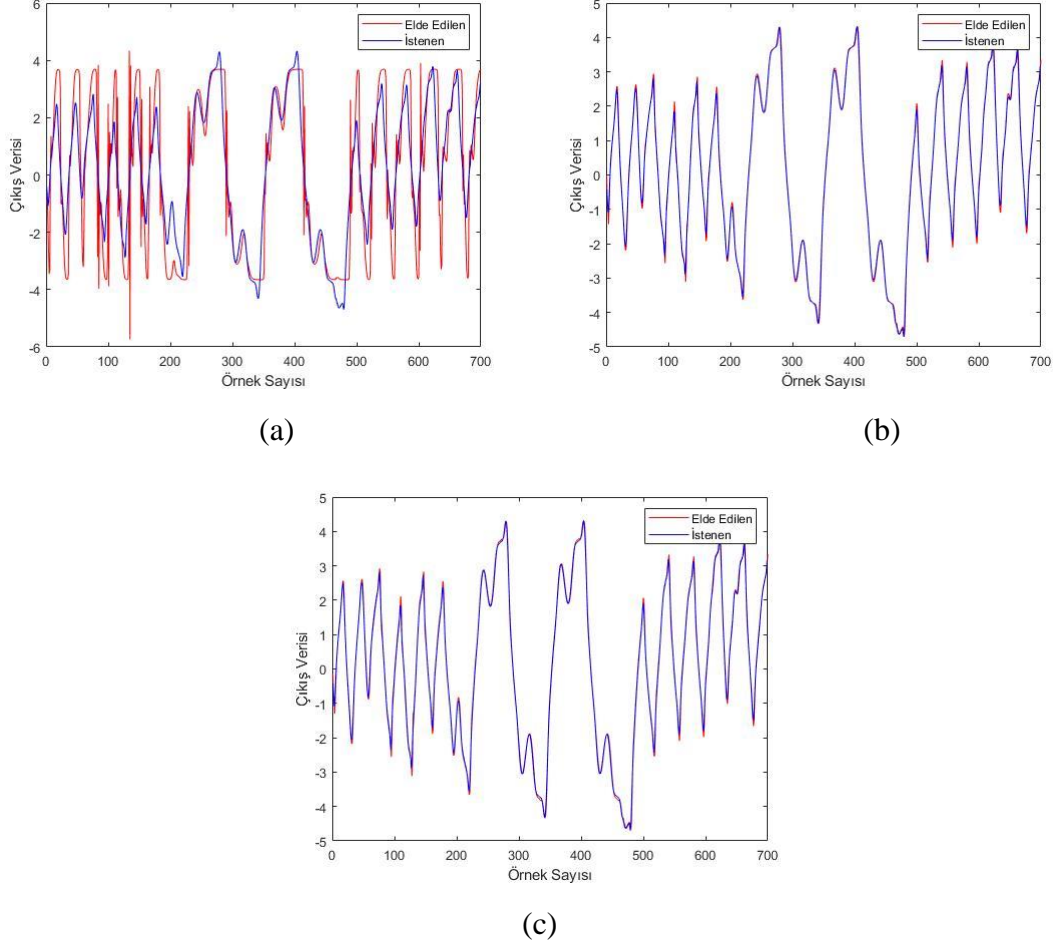 6
4
2
0
-2
-4
-6
Çıkış Verisi
Elde Edilen
İstenen
0 100 200 300 400 500 600 700
Örnek Sayısı
(a)
5
4
3
2
1
0
-1
-2
-3
-4
-5
Çıkış Verisi
Elde Edilen
İstenen
0 100 200 300 400 500 600 700
Örnek Sayısı
(b)
5
4
3
2
1
0
-1
-2
-3
-4
-5
Çıkış Verisi
Elde Edilen
İstenen
0 100 200 300 400 500 600 700
Örnek Sayısı
(c)